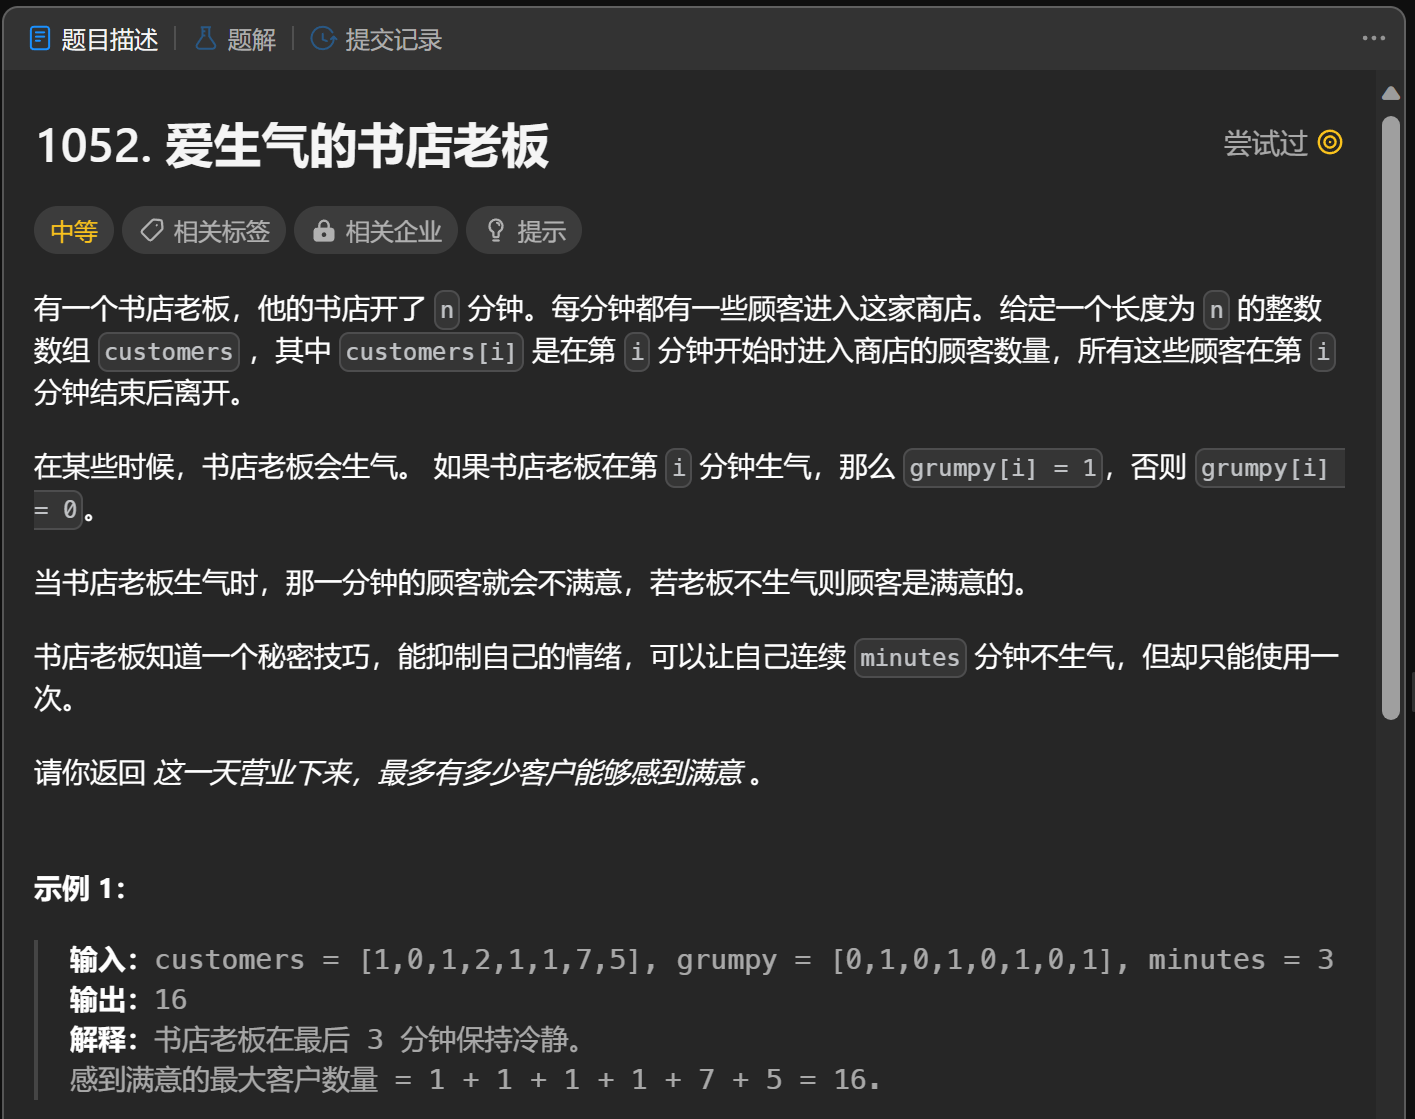 题目描述 题解 提交记录
1052. 爱生气的书店老板 尝试过
中等 相关标签 相关企业 提示
有一个书店老板，他的书店开了 n 分钟。每分钟都有一些顾客进入这家商店。给定一个长度为 n 的整数
数组 customers ，其中 customers[i] 是在第 i 分钟开始时进入商店的顾客数量，所有这些顾客在第 i
分钟结束后离开。
在某些时候，书店老板会生气。 如果书店老板在第 i 分钟生气，那么 grumpy[i] = 1，否则 grumpy[i]
= 0。
当书店老板生气时，那一分钟的顾客就会不满意，若老板不生气则顾客是满意的。
书店老板知道一个秘密技巧，能抑制自己的情绪，可以让自己连续 minutes 分钟不生气，但却只能使用一
次。
请你返回 这一天营业下来，最多有多少客户能够感到满意 。
示例 1：
输入：customers = [1,0,1,2,1,1,7,5], grumpy = [0,1,0,1,0,1,0,1], minutes = 3
输出：16
解释：书店老板在最后 3 分钟保持冷静。
感到满意的最大客户数量 = 1 + 1 + 1 + 1 + 7 + 5 = 16.